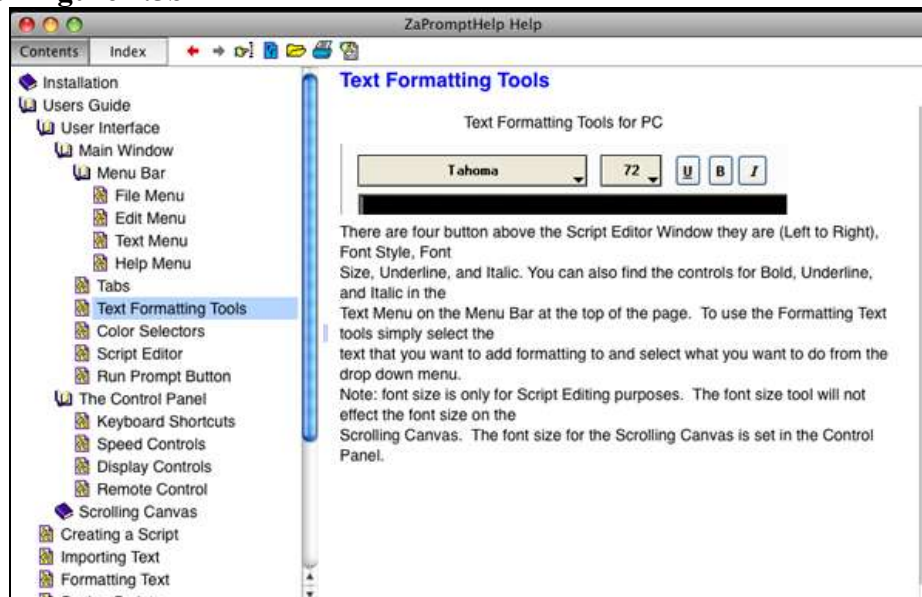 ZaPromptHelp Help
Contents
Index
Installation
Users Guide
User Interface
Main Window
Menu Bar
File Menu
Edit Menu
Text Menu
Help Menu
Tabs
Text Formatting Tools
Color Selectors
Script Editor
Run Prompt Button
The Control Panel
Keyboard Shortcuts
Speed Controls
Display Controls
Remote Control
Scrolling Canvas
Creating a Script
Importing Text
Formatting Text
Text Formatting Tools
Text Formatting Tools for PC
Tahoma
72
U B I
There are four button above the Script Editor Window they are (Left to Right),
Font Style, Font
Size, Underline, and Italic. You can also find the controls for Bold, Underline,
and Italic in the
Text Menu on the Menu Bar at the top of the page. To use the Formatting Text
tools simply select the
text that you want to add formatting to and select what you want to do from the
drop down menu.
Note: font size is only for Script Editing purposes. The font size tool will not
effect the font size on the
Scrolling Canvas. The font size for the Scrolling Canvas is set in the Control
Panel.